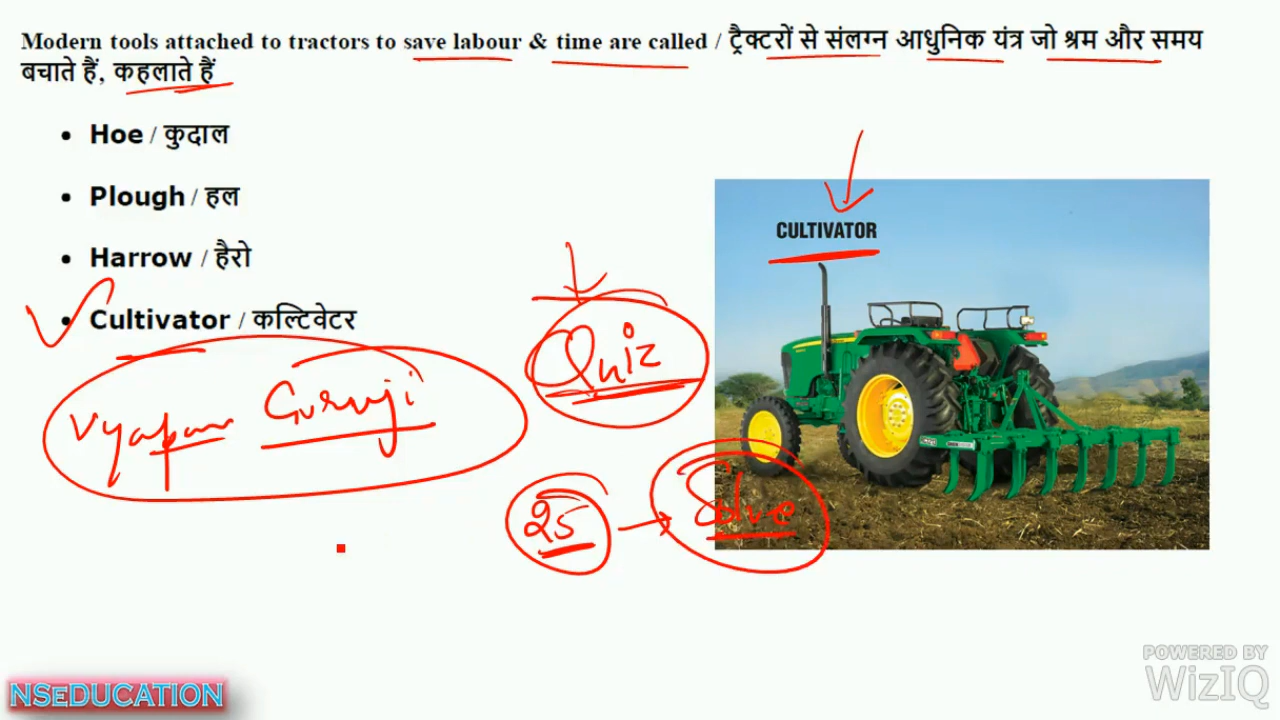 Modern tools attached to tractors to save labour & time are called / ट्रैक्टरों से संलग्न आधुनिक यंत्र जो श्रम और समय
बचाते हैं, कहलाते हैं
• Hoe / कुदाल
• Plough / हल
• Harrow / हैरो
• Cultivator / कल्टिवेटर
CULTIVATOR
Quiz
Vyapar Guruji
25 → Solve
NSEDUCATION
POWERED BY
WizIQ